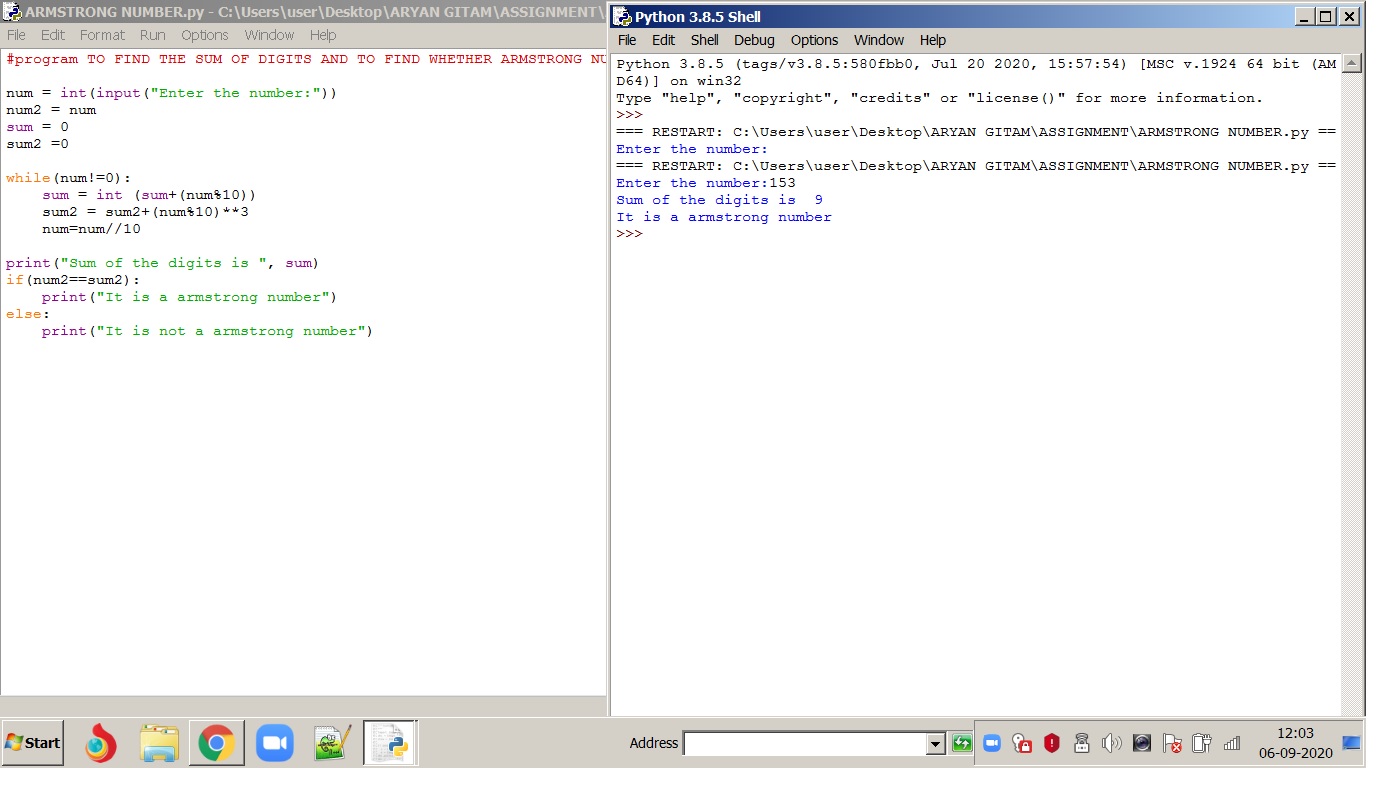 ARMSTRONG NUMBER.py - C:\Users\user\Desktop\ARYAN GITAM\ASSIGNMENT\
File Edit Format Run Options Window Help
#program TO FIND THE SUM OF DIGITS AND TO FIND WHETHER ARMSTRONG NU
num = int(input("Enter the number:"))
num2 = num
sum = 0
sum2 =0
while(num!=0):
    sum = int (sum+(num%10))
    sum2 = sum2+(num%10)**3
    num=num//10
print("Sum of the digits is ", sum)
if(num2==sum2):
    print("It is a armstrong number")
else:
    print("It is not a armstrong number")
Python 3.8.5 Shell
File Edit Shell Debug Options Window Help
Python 3.8.5 (tags/v3.8.5:580fbb0, Jul 20 2020, 15:57:54) [MSC v.1924 64 bit (AM
D64)] on win32
Type "help", "copyright", "credits" or "license()" for more information.
>>>
=== RESTART: C:\Users\user\Desktop\ARYAN GITAM\ASSIGNMENT\ARMSTRONG NUMBER.py ==
Enter the number:
=== RESTART: C:\Users\user\Desktop\ARYAN GITAM\ASSIGNMENT\ARMSTRONG NUMBER.py ==
Enter the number:153
Sum of the digits is  9
It is a armstrong number
>>>
Start
Address
12:03
06-09-2020